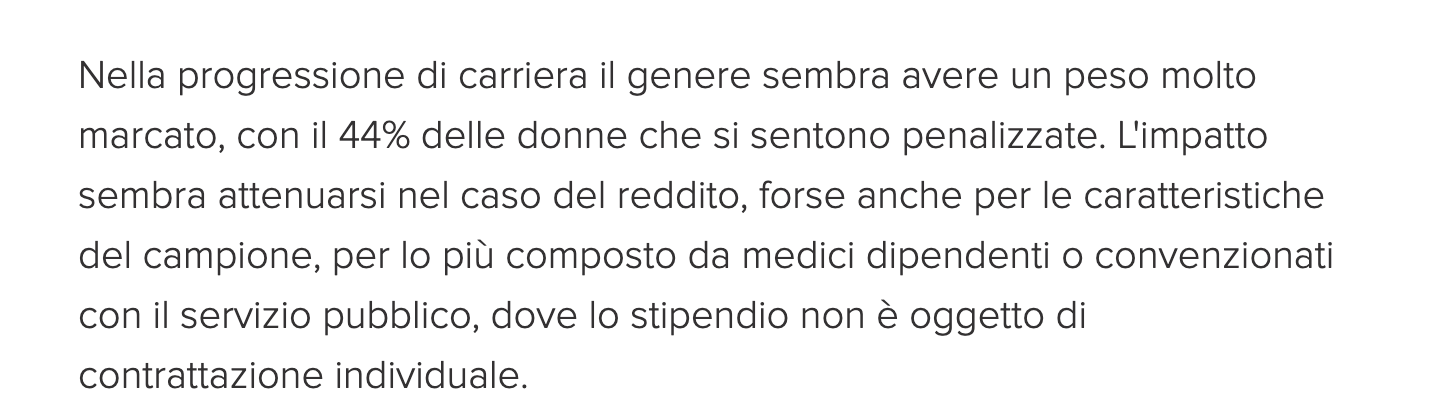 Nella progressione di carriera il genere sembra avere un peso molto
marcato, con il 44% delle donne che si sentono penalizzate. L'impatto
sembra attenuarsi nel caso del reddito, forse anche per le caratteristiche
del campione, per lo più composto da medici dipendenti o convenzionati
con il servizio pubblico, dove lo stipendio non è oggetto di
contrattazione individuale.